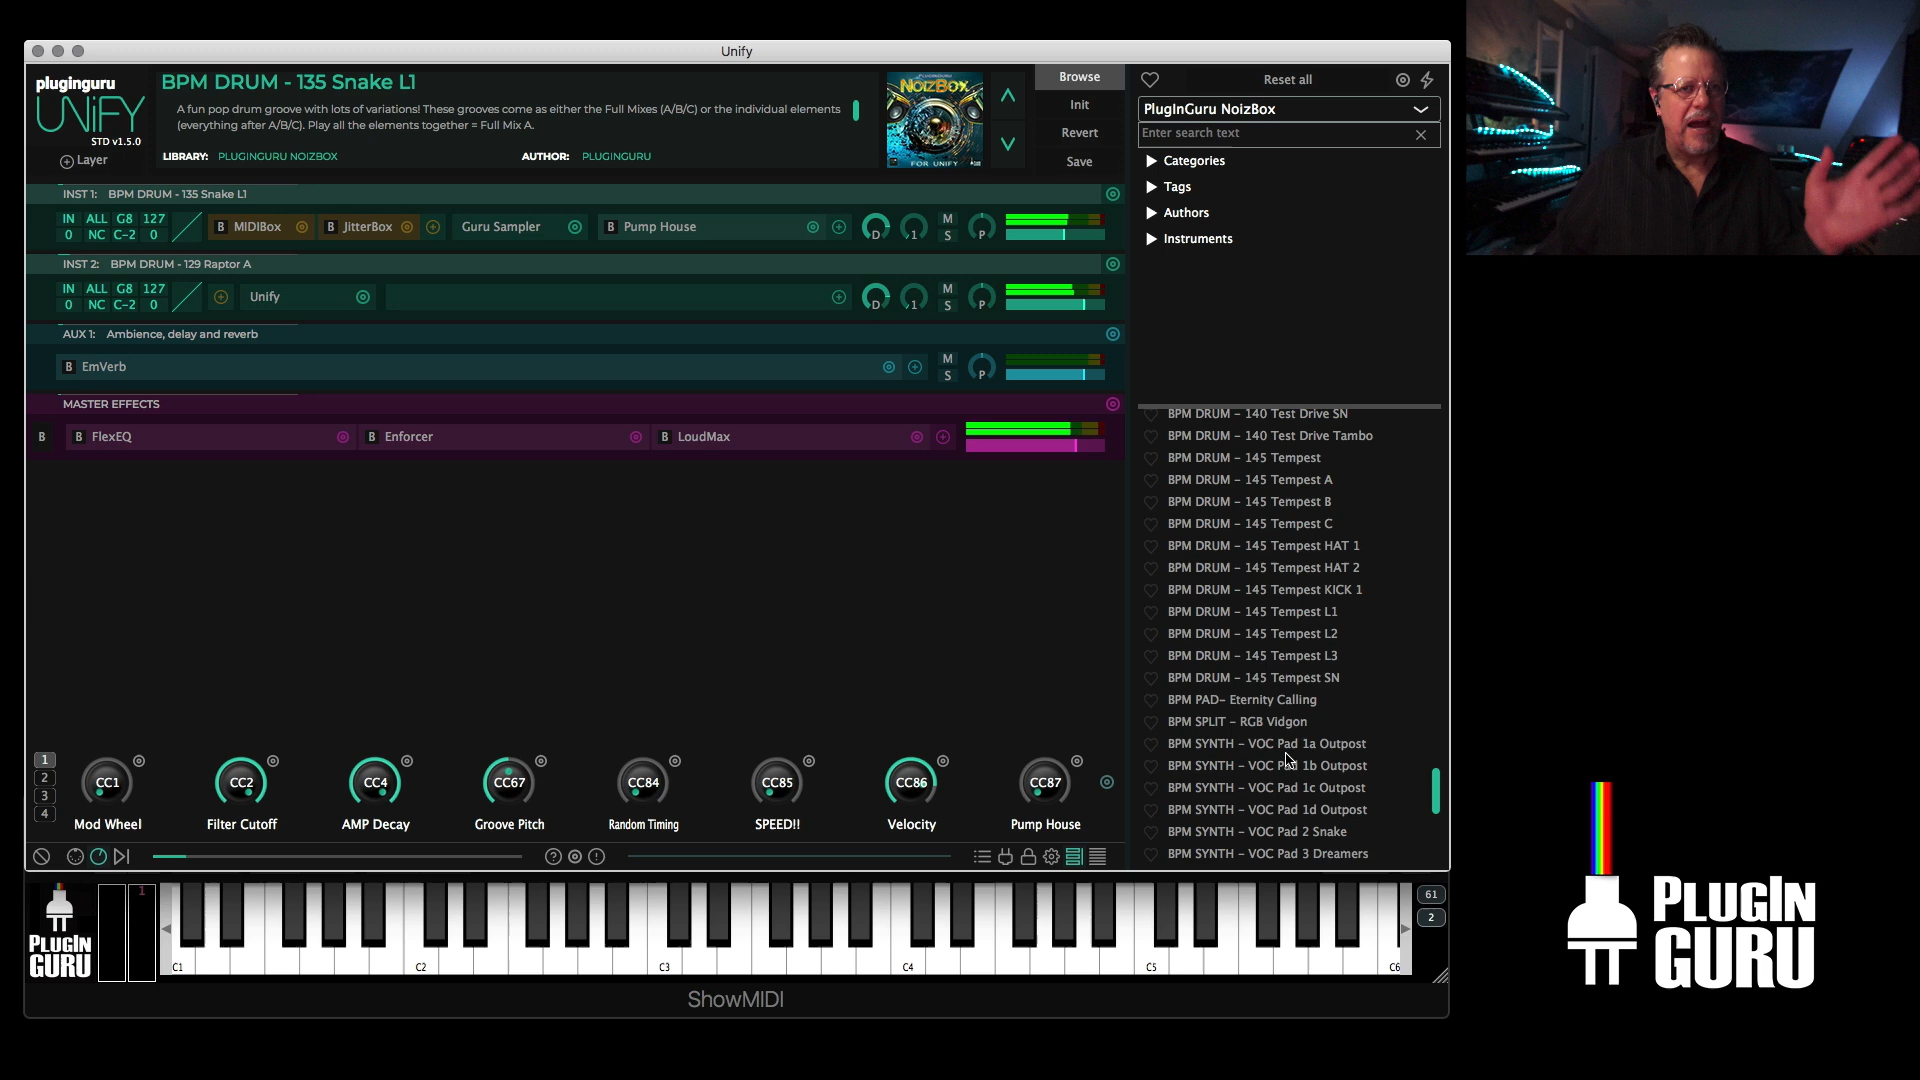 Unify
pluginguru
UNiFY
STD v1.5.0
Layer
BPM DRUM - 135 Snake L1
A fun pop drum groove with lots of variations! These grooves come as either the Full Mixes (A/B/C) or the individual elements
(everything after A/B/C). Play all the elements together = Full Mix A.
LIBRARY: PLUGINGURU NOIZBOX AUTHOR: PLUGINGURU
NOIZBOX
FOR UNIFY
Browse
Init
Revert
Save
Reset all
PlugInGuru NoizBox
Enter search text
Categories
Tags
Authors
Instruments
INST 1: BPM DRUM - 135 Snake L1
IN ALL G8 127
0 NC C-2 0
B MIDIBox B JitterBox Guru Sampler B Pump House D 1 M S P
INST 2: BPM DRUM - 129 Raptor A
IN ALL G8 127
0 NC C-2 0
Unify D 1 M S P
AUX 1: Ambience, delay and reverb
B EmVerb M S P
MASTER EFFECTS
B B FlexEQ B Enforcer B LoudMax
BPM DRUM - 140 Test Drive SN
BPM DRUM - 140 Test Drive Tambo
BPM DRUM - 145 Tempest
BPM DRUM - 145 Tempest A
BPM DRUM - 145 Tempest B
BPM DRUM - 145 Tempest C
BPM DRUM - 145 Tempest HAT 1
BPM DRUM - 145 Tempest HAT 2
BPM DRUM - 145 Tempest KICK 1
BPM DRUM - 145 Tempest L1
BPM DRUM - 145 Tempest L2
BPM DRUM - 145 Tempest L3
BPM DRUM - 145 Tempest SN
BPM PAD- Eternity Calling
BPM SPLIT - RGB Vidgon
BPM SYNTH - VOC Pad 1a Outpost
BPM SYNTH - VOC Pad 1b Outpost
BPM SYNTH - VOC Pad 1c Outpost
BPM SYNTH - VOC Pad 1d Outpost
BPM SYNTH - VOC Pad 2 Snake
BPM SYNTH - VOC Pad 3 Dreamers
1
2
3
4
CC1 CC2 CC4 CC67 CC84 CC85 CC86 CC87
Mod Wheel Filter Cutoff AMP Decay Groove Pitch Random Timing SPEED!! Velocity Pump House
PLUGIN
GURU
1
C1 C2 C3 C4 C5 C6
61
2
ShowMIDI
PLUGIN
GURU